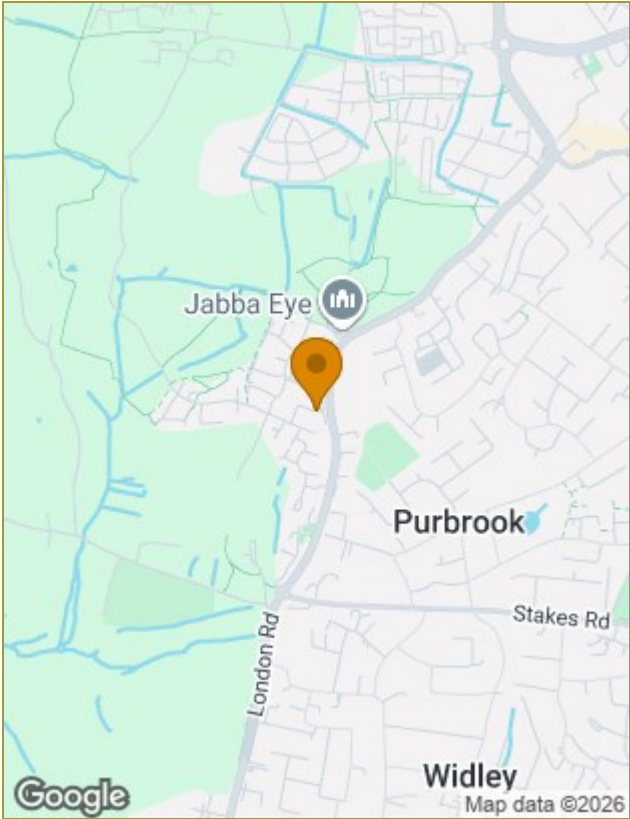 Jabba Eye
Purbrook
Stakes Rd
London Rd
Widley
Google
Map data ©2026